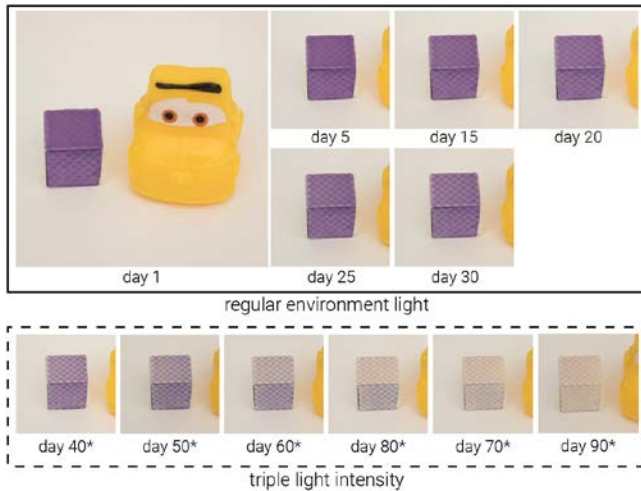 day 5 day 15 day 20
day 1 day 25 day 30
regular environment light
day 40* day 50* day 60* day 80* day 70* day 90*
triple light intensity